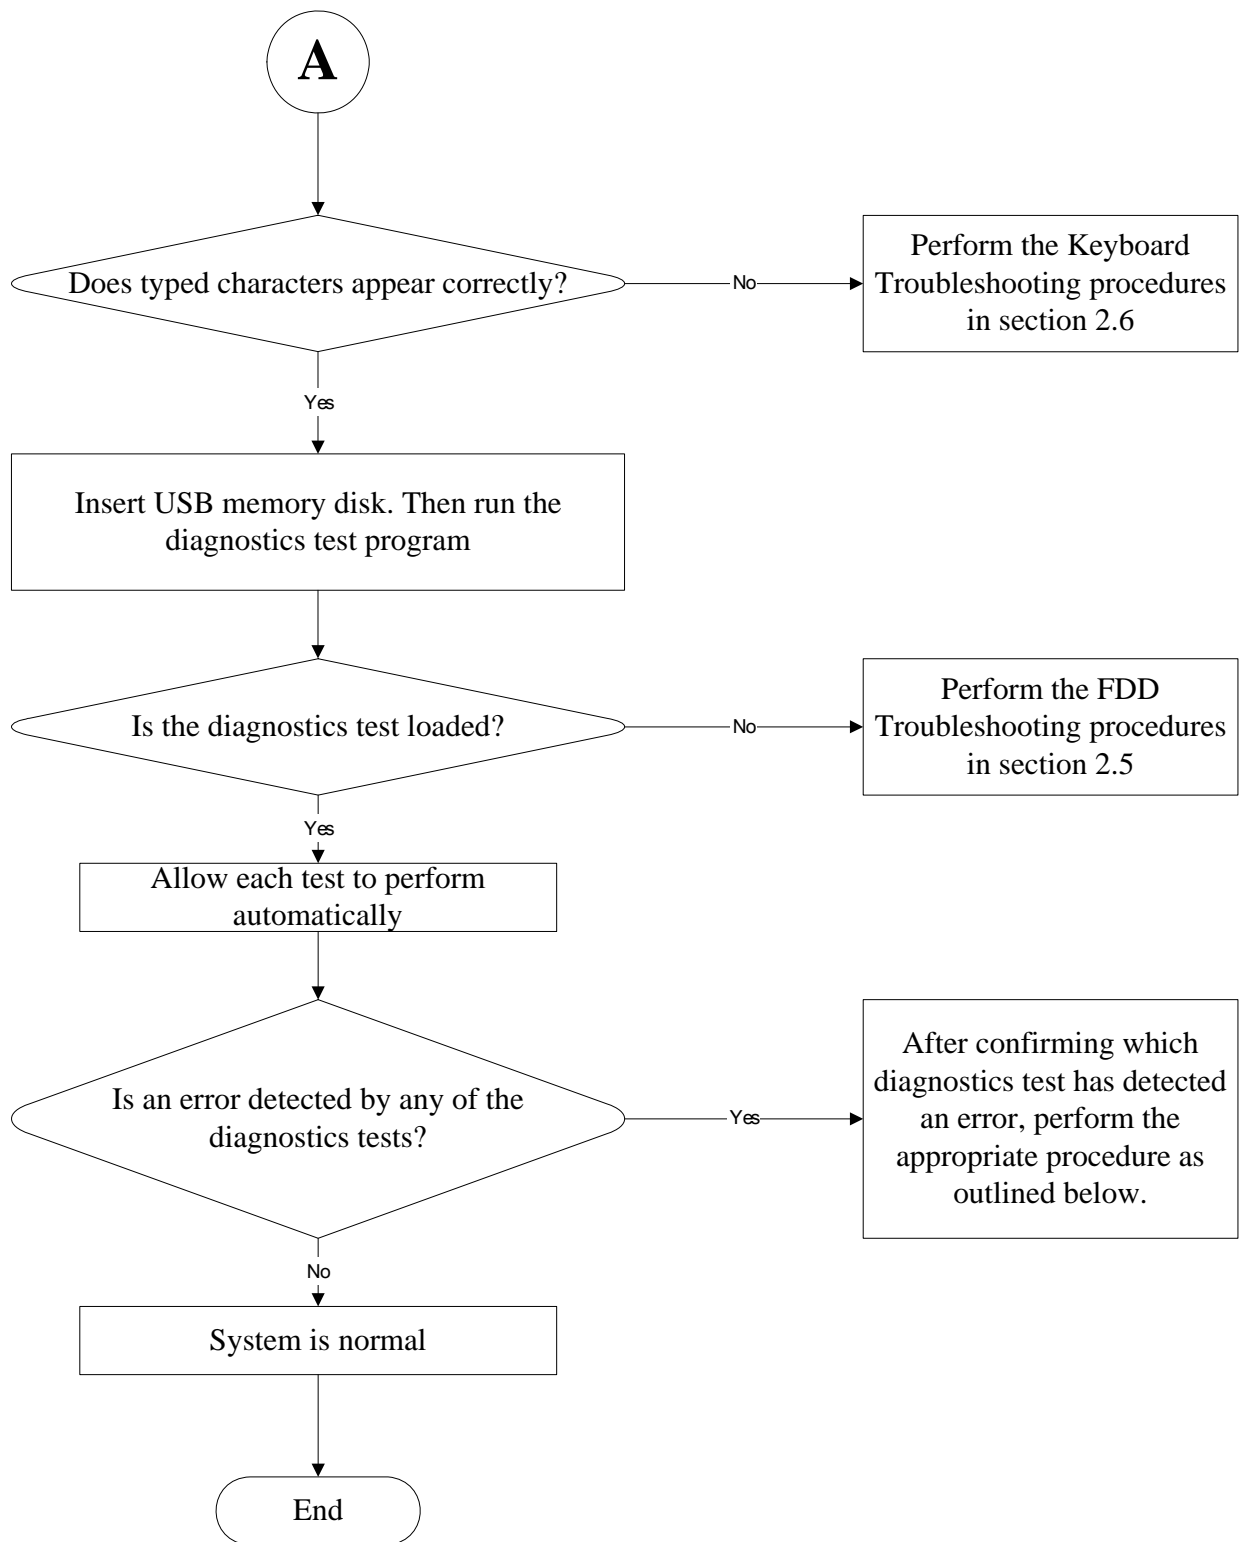 A
Does typed characters appear correctly?
No
Perform the Keyboard
Troubleshooting procedures
in section 2.6
Yes
Insert USB memory disk. Then run the
diagnostics test program
Is the diagnostics test loaded?
No
Perform the FDD
Troubleshooting procedures
in section 2.5
Yes
Allow each test to perform
automatically
Is an error detected by any of the
diagnostics tests?
Yes
After confirming which
diagnostics test has detected
an error, perform the
appropriate procedure as
outlined below.
No
System is normal
End